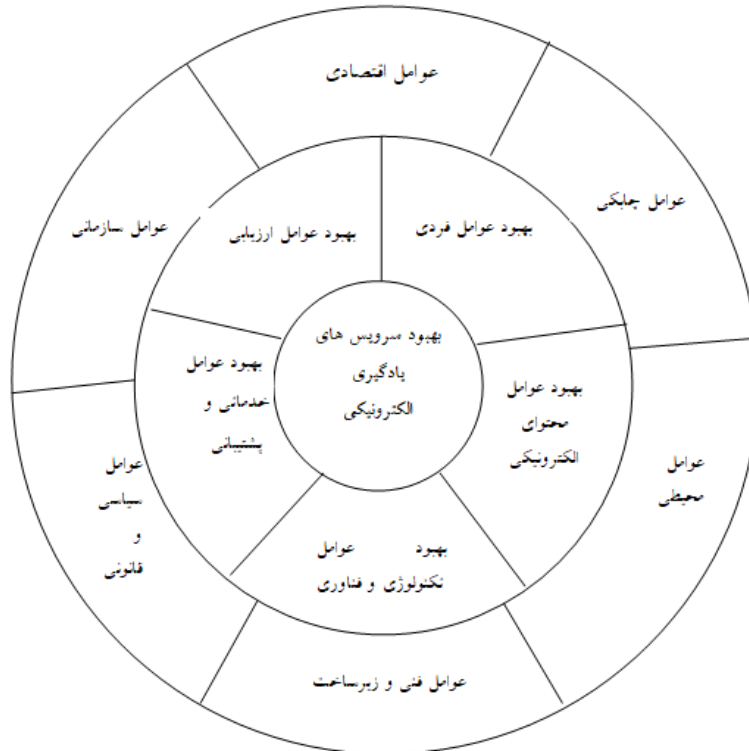 عوامل اقتصادی
عوامل چابکی
عوامل سازمانی
بهبود عوامل فردی
بهبود عوامل ارزیابی
بهبود سرویس های
یادگیری
الکترونیکی
بهبود عوامل
محتوای
الکترونیکی
بهبود عوامل
خدماتی و
پشتیبانی
عوامل
محیطی
عوامل
سیاسی
و
قانونی
بهبود عوامل
تکنولوژی و فناوری
عوامل فنی و زیرساخت